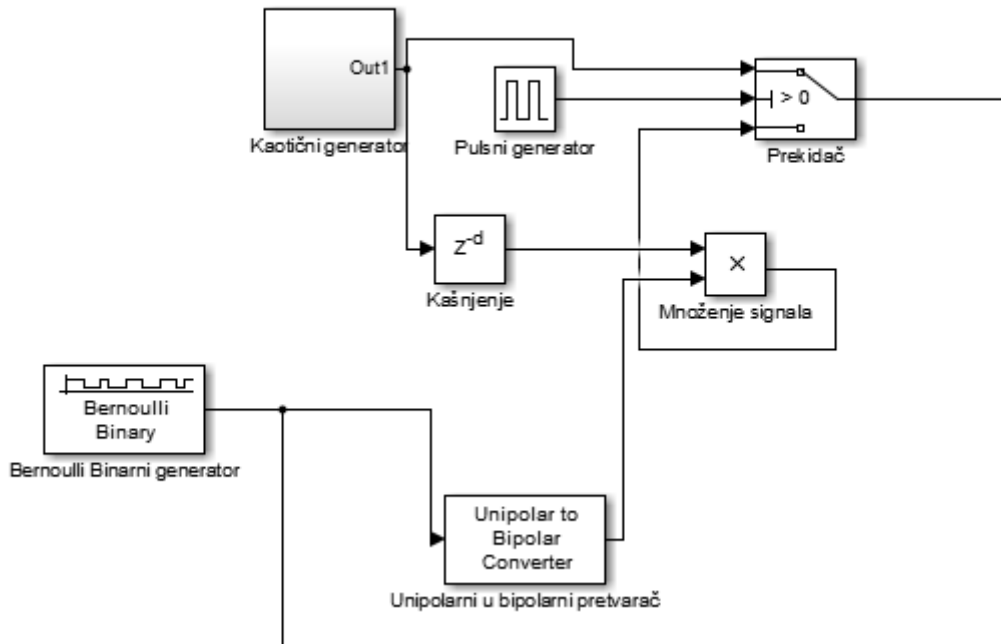 Out1
Kaotični generator
Pulsni generator
> 0
Prekidač
z-d
Kašnjenje
×
Množenje signala
Bernoulli
Binary
Bernoulli Binarni generator
Unipolar to
Bipolar
Converter
Unipolarni u bipolarni pretvarač